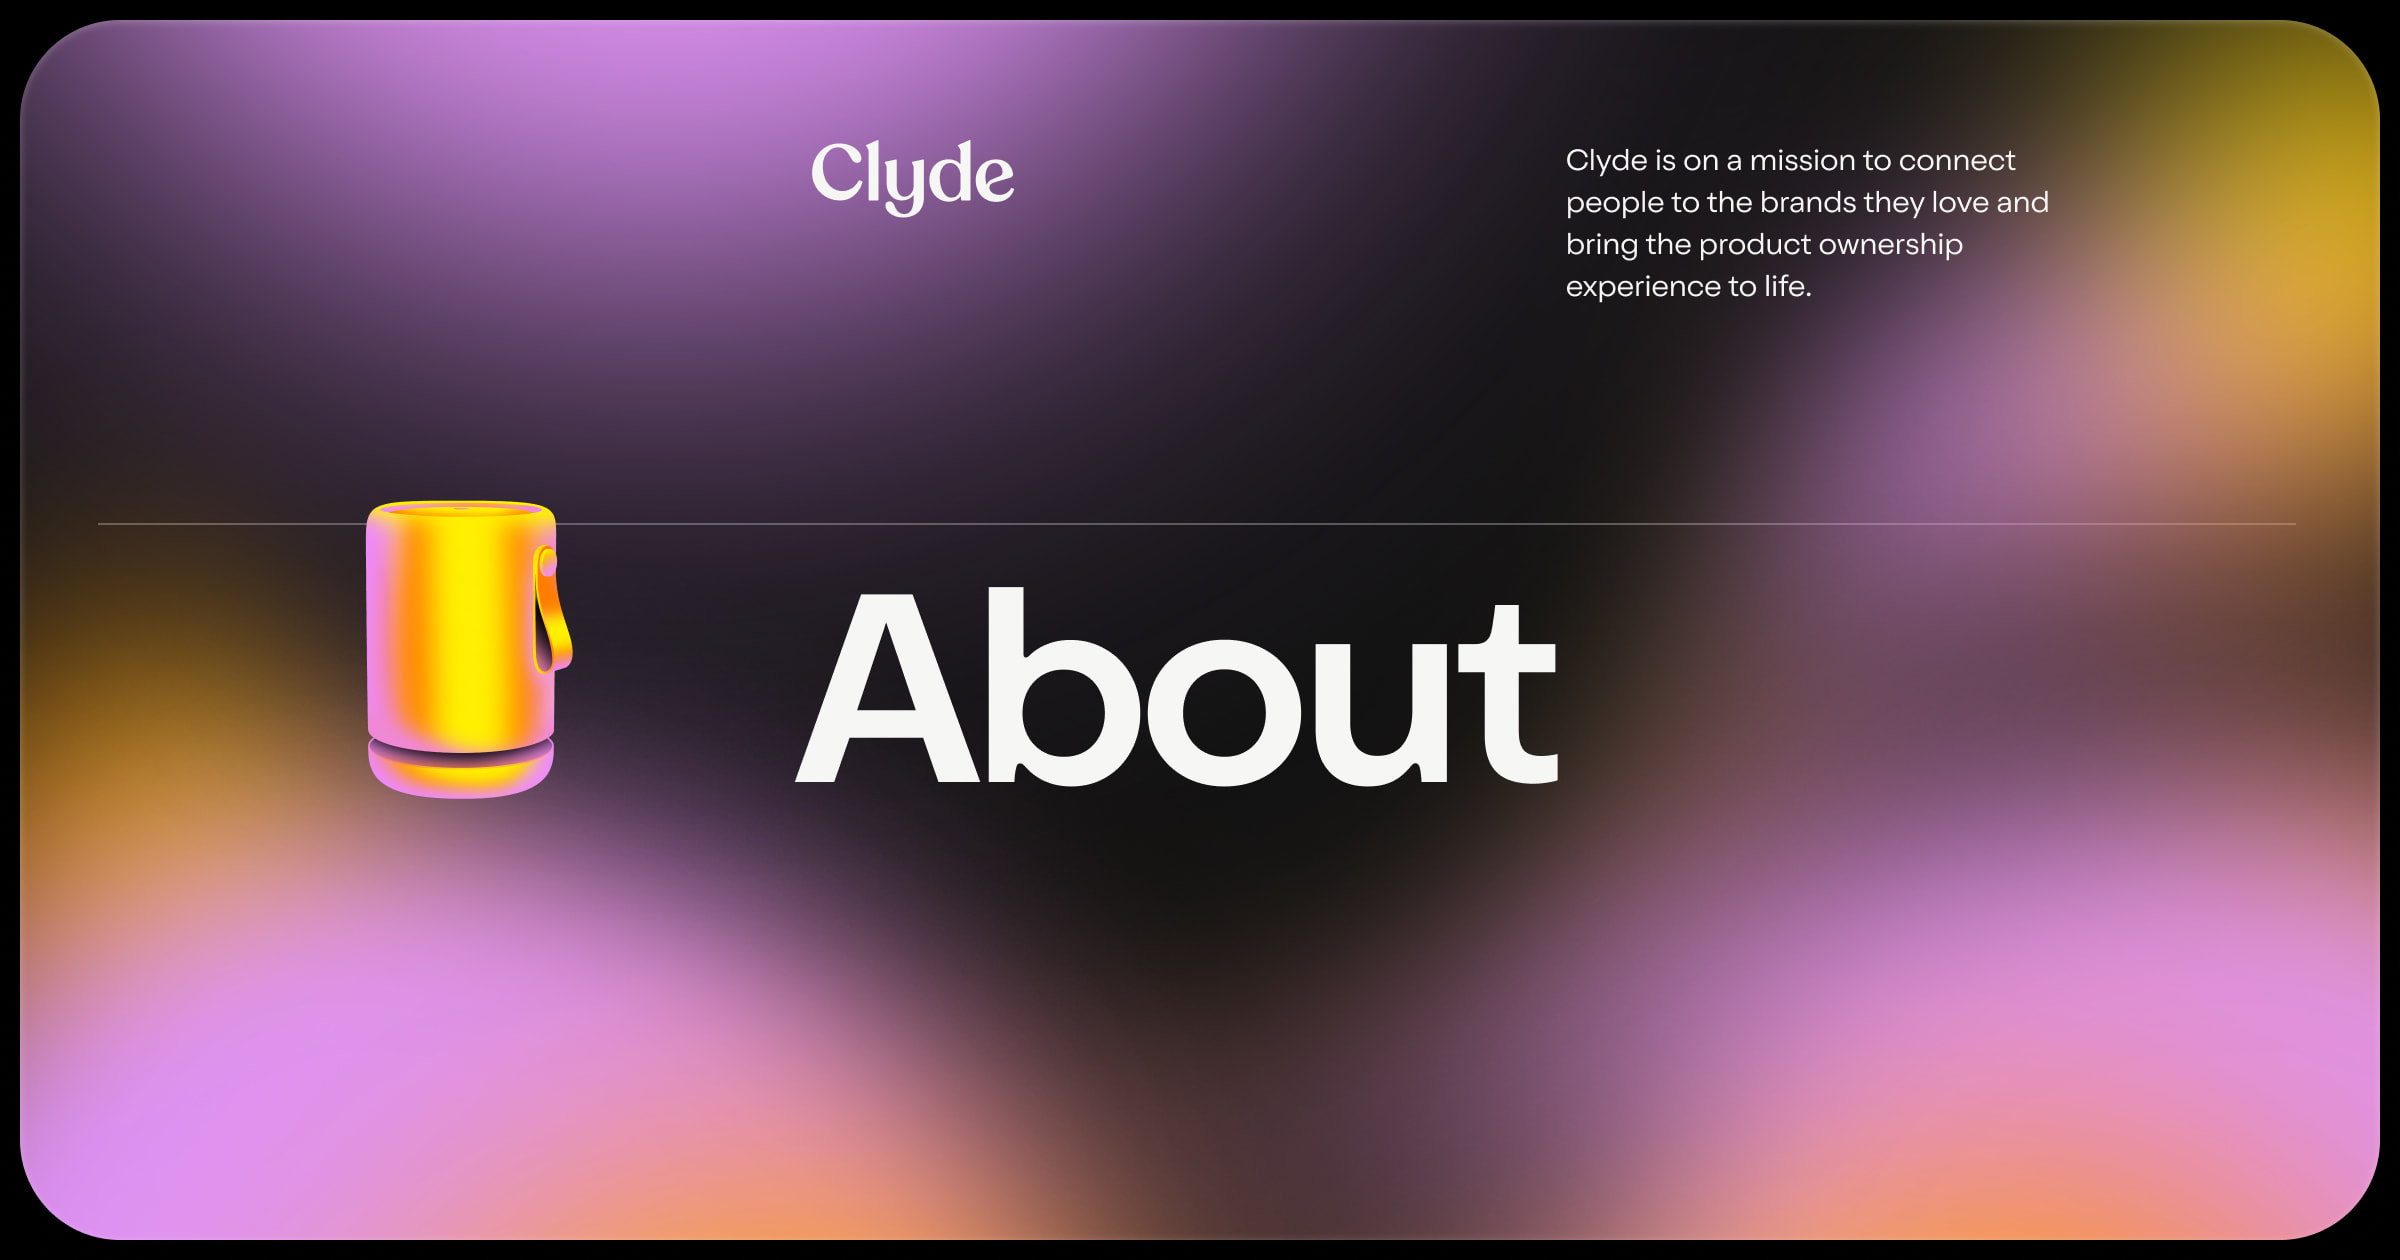 Clyde
Clyde is on a mission to connect
people to the brands they love and
bring the product ownership
experience to life.
About